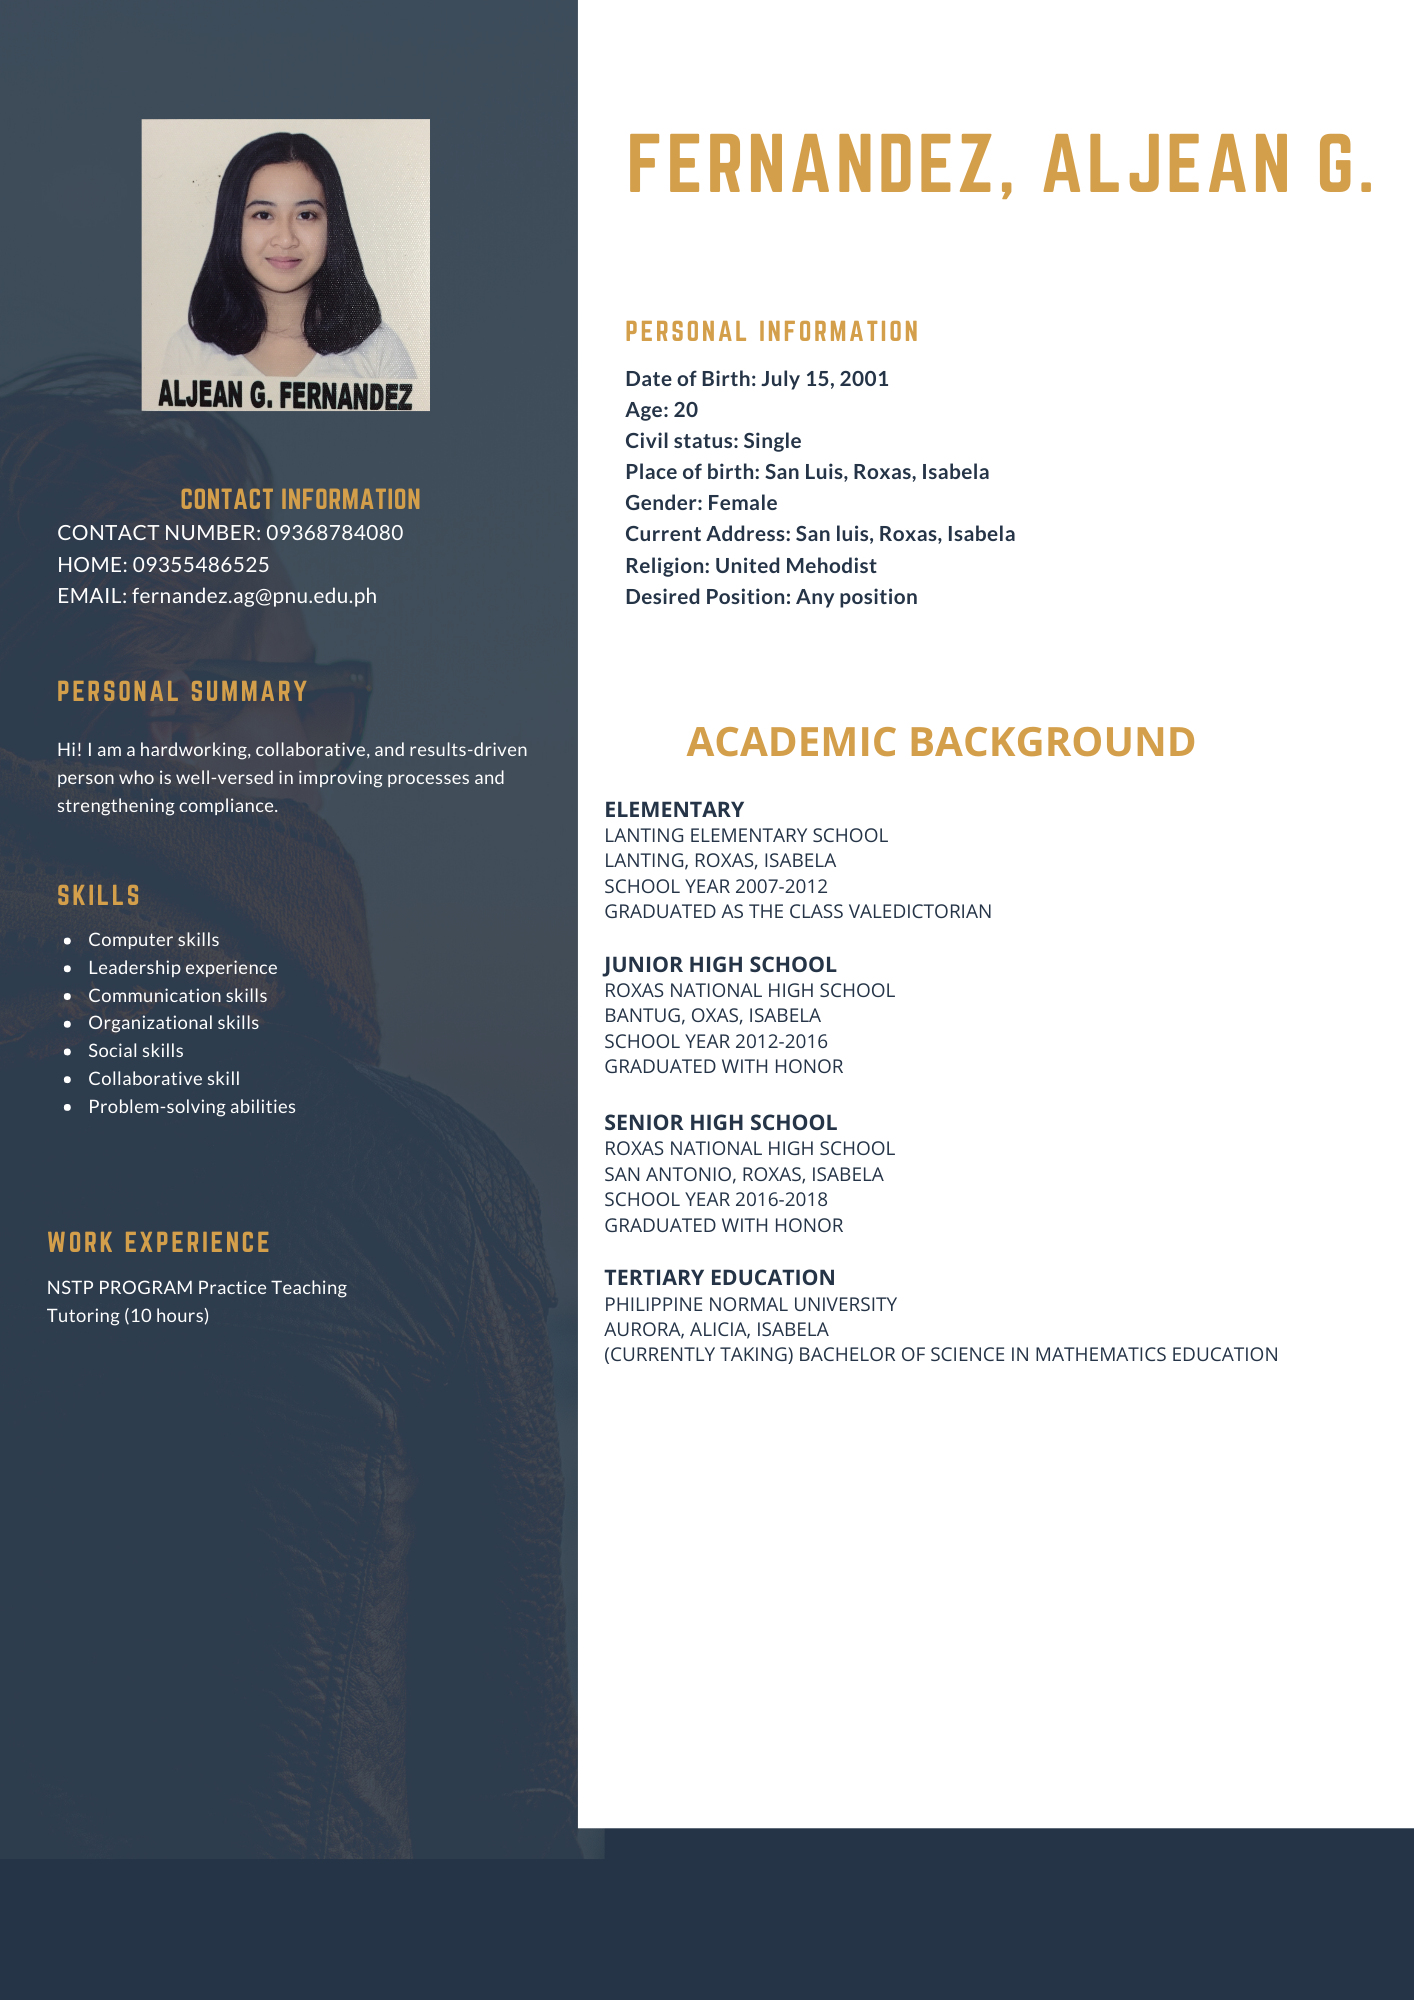 ALJEAN G. FERNANDEZ
CONTACT INFORMATION
CONTACT NUMBER: 09368784080
HOME: 09355486525
EMAIL: fernandez.ag@pnu.edu.ph
PERSONAL SUMMARY
Hi! I am a hardworking, collaborative, and results-driven
person who is well-versed in improving processes and
strengthening compliance.
SKILLS
• Computer skills
• Leadership experience
• Communication skills
• Organizational skills
• Social skills
• Collaborative skill
• Problem-solving abilities
WORK EXPERIENCE
NSTP PROGRAM Practice Teaching
Tutoring (10 hours)
FERNANDEZ, ALJEAN G.
PERSONAL INFORMATION
Date of Birth: July 15, 2001
Age: 20
Civil status: Single
Place of birth: San Luis, Roxas, Isabela
Gender: Female
Current Address: San luis, Roxas, Isabela
Religion: United Mehodist
Desired Position: Any position
ACADEMIC BACKGROUND
ELEMENTARY
LANTING ELEMENTARY SCHOOL
LANTING, ROXAS, ISABELA
SCHOOL YEAR 2007-2012
GRADUATED AS THE CLASS VALEDICTORIAN
JUNIOR HIGH SCHOOL
ROXAS NATIONAL HIGH SCHOOL
BANTUG, OXAS, ISABELA
SCHOOL YEAR 2012-2016
GRADUATED WITH HONOR
SENIOR HIGH SCHOOL
ROXAS NATIONAL HIGH SCHOOL
SAN ANTONIO, ROXAS, ISABELA
SCHOOL YEAR 2016-2018
GRADUATED WITH HONOR
TERTIARY EDUCATION
PHILIPPINE NORMAL UNIVERSITY
AURORA, ALICIA, ISABELA
(CURRENTLY TAKING) BACHELOR OF SCIENCE IN MATHEMATICS EDUCATION